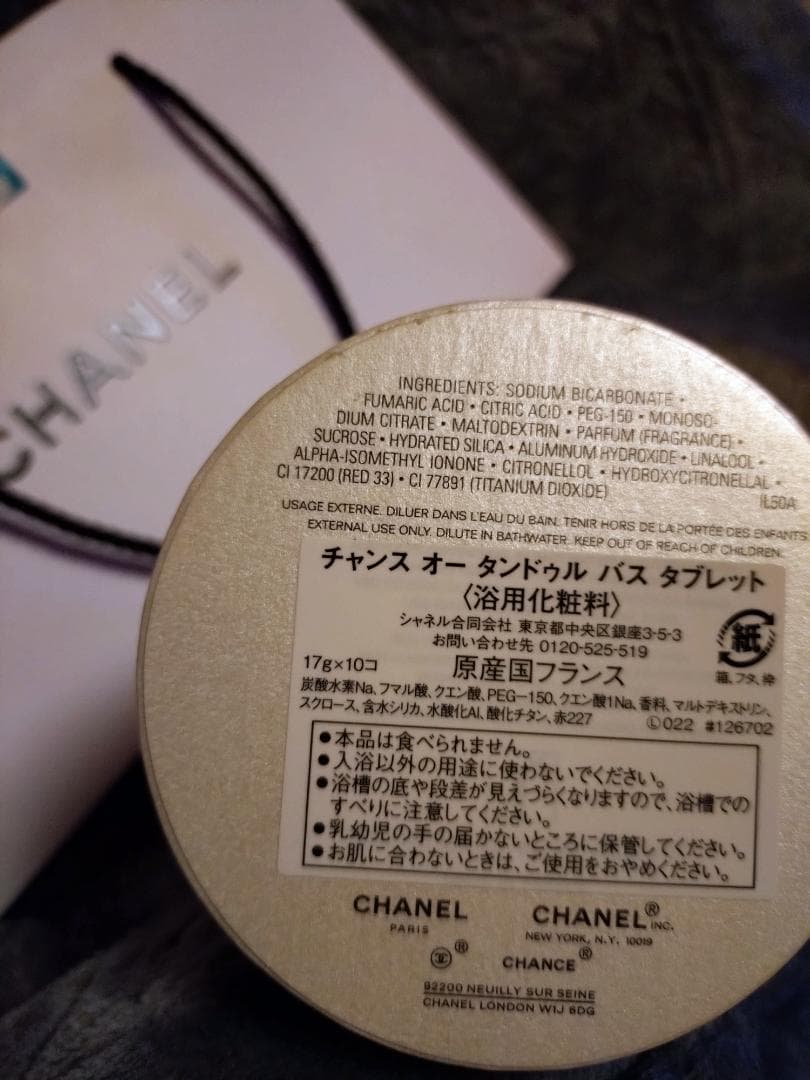 CHANEL
INGREDIENTS: SODIUM BICARBONATE •
FUMARIC ACID • CITRIC ACID • PEG-150 • MONOSO-
DIUM CITRATE • MALTODEXTRIN • PARFUM (FRAGRANCE) •
SUCROSE • HYDRATED SILICA • ALUMINUM HYDROXIDE • LINALOOL •
ALPHA-ISOMETHYL IONONE • CITRONELLOL • HYDROXYCITRONELLAL •
CI 17200 (RED 33) • CI 77891 (TITANIUM DIOXIDE)
IL50A
USAGE EXTERNE. DILUER DANS L'EAU DU BAIN. TENIR HORS DE LA PORTÉE DES ENFANTS
EXTERNAL USE ONLY. DILUTE IN BATHWATER. KEEP OUT OF REACH OF CHILDREN.
チャンス オー タンドゥル バス タブレット
〈浴用化粧料〉
シャネル合同会社 東京都中央区銀座3-5-3
お問い合わせ先 0120-525-519
紙
箱、フタ、枠
17g×10コ 原産国フランス
炭酸水素Na、フマル酸、クエン酸、PEG-150、クエン酸1Na、香料、マルトデキストリン、
スクロース、含水シリカ、水酸化Al、酸化チタン、赤227 Ⓛ022 #126702
●本品は食べられません。
●入浴以外の用途に使わないでください。
●浴槽の底や段差が見えづらくなりますので、浴槽での
すべりに注意してください。
●乳幼児の手の届かないところに保管してください。
●お肌に合わないときは、ご使用をおやめください。
CHANEL
PARIS
CHANEL® INC.
NEW YORK, N.Y. 10019
®
CHANCE®
92200 NEUILLY SUR SEINE
CHANEL LONDON W1J 6DG